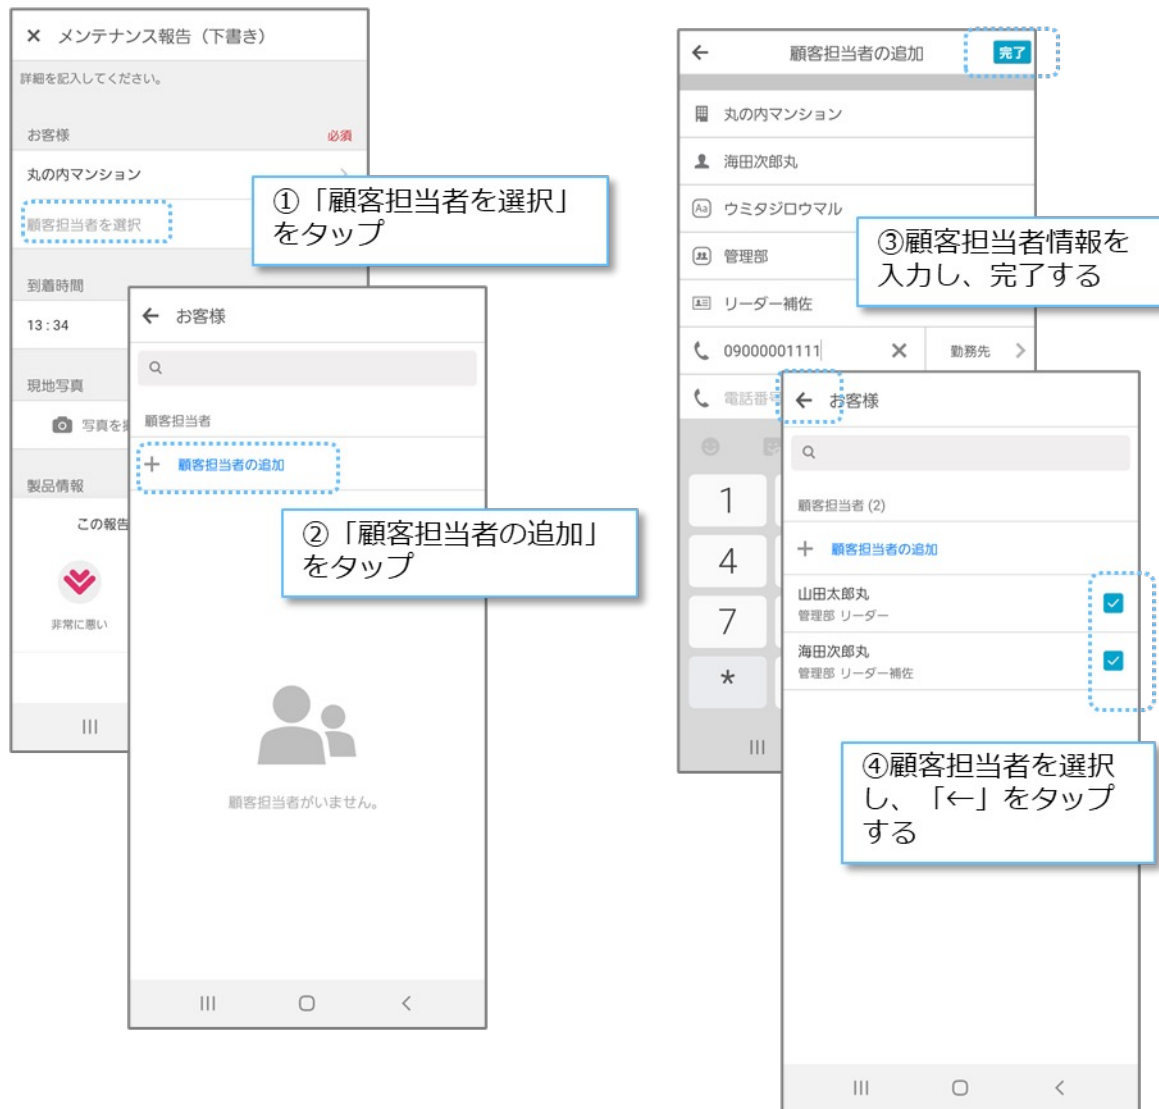 × メンテナンス報告（下書き）
詳細を記入してください。
お客様 必須
丸の内マンション
顧客担当者を選択
到着時間
13:34
現地写真
写真を
製品情報
この報告
非常に悪い
①「顧客担当者を選択」
をタップ
← お客様
顧客担当者
+ 顧客担当者の追加
②「顧客担当者の追加」
をタップ
顧客担当者がいません。
← 顧客担当者の追加 完了
丸の内マンション
海田次郎丸
Aa ウミタジロウマル
管理部
リーダー補佐
09000001111 × 勤務先
電話番
1
4
7
*
③顧客担当者情報を
入力し、完了する
← お客様
顧客担当者 (2)
+ 顧客担当者の追加
山田太郎丸
管理部 リーダー
海田次郎丸
管理部 リーダー補佐
④顧客担当者を選択
し、「←」をタップ
する